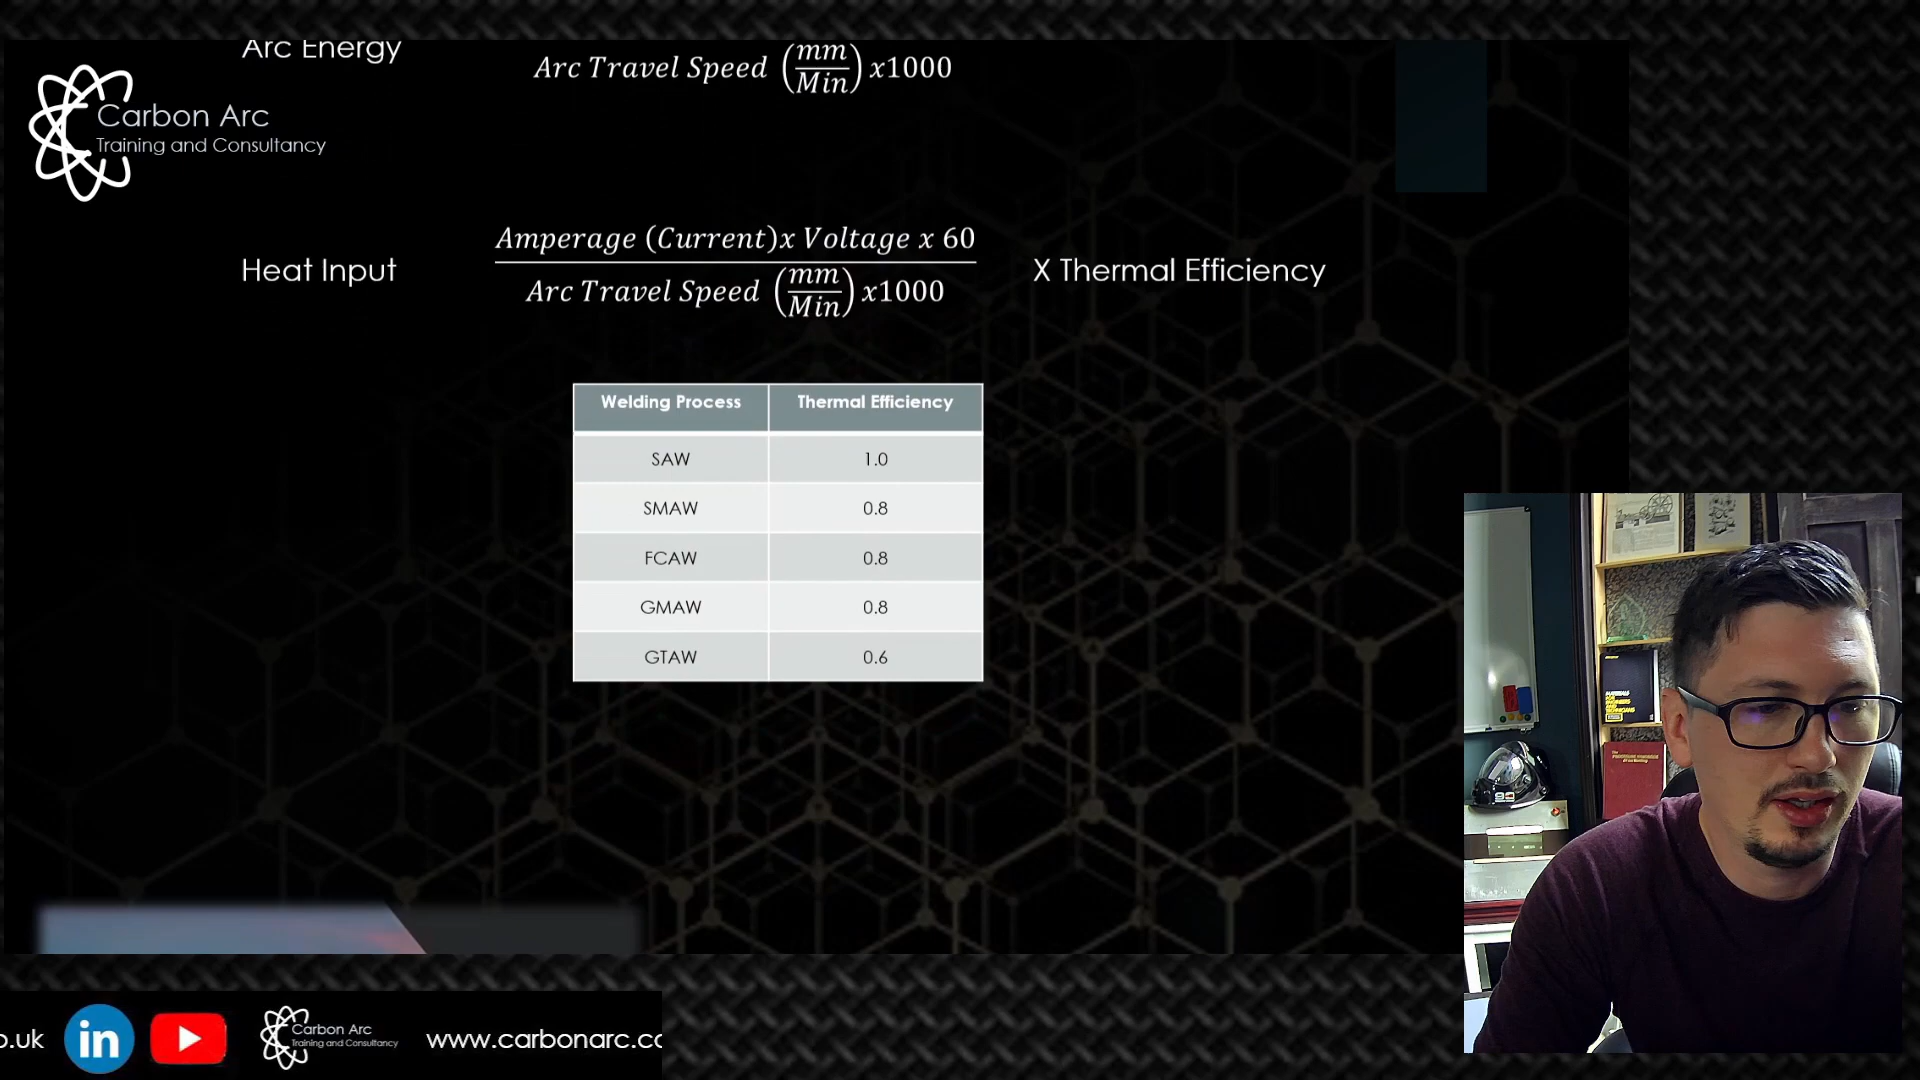 Arc Energy
Arc Travel Speed (mm/Min) x1000
Carbon Arc
Training and Consultancy
Heat Input
Amperage (Current)x Voltage x 60
Arc Travel Speed (mm/Min) x1000
X Thermal Efficiency
Welding Process Thermal Efficiency
SAW 1.0
SMAW 0.8
FCAW 0.8
GMAW 0.8
GTAW 0.6
o.uk
in
Carbon Arc
Training and Consultancy
www.carbonarc.co